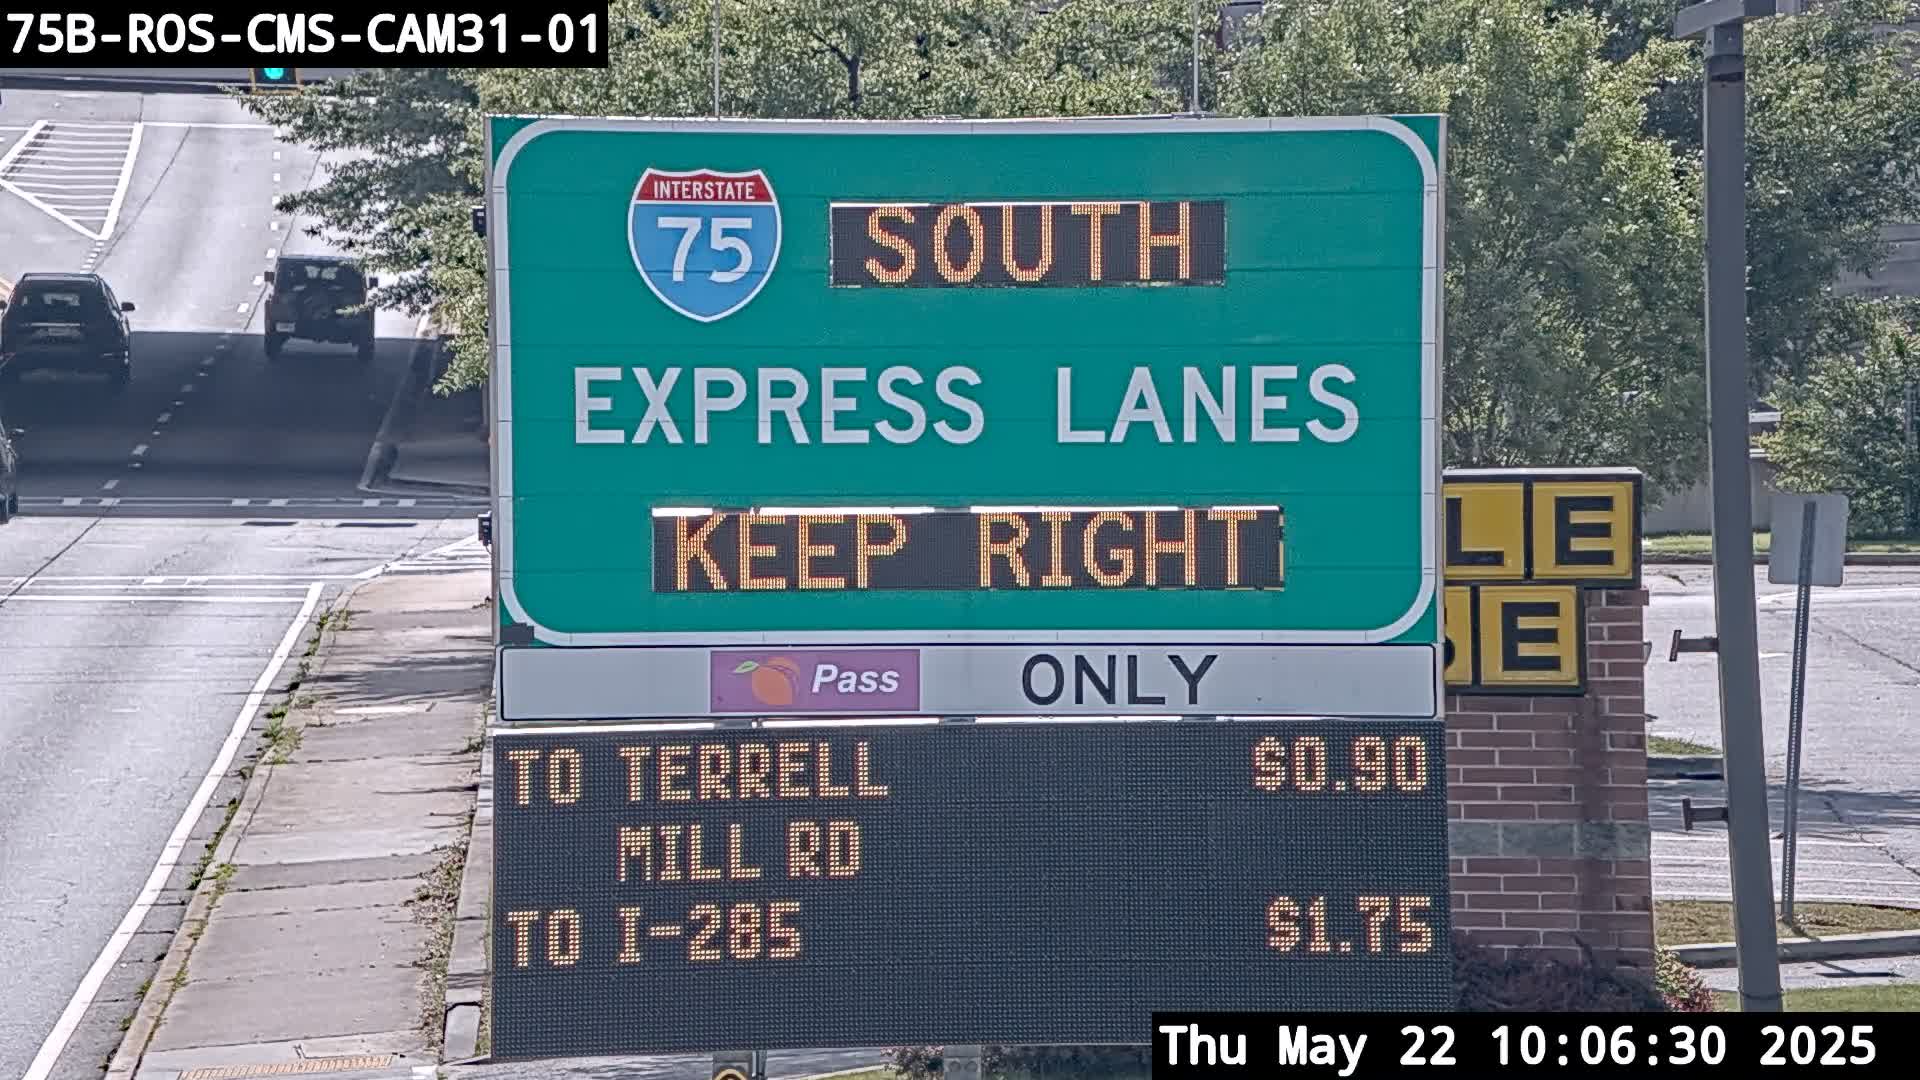 75B-ROS-CMS-CAM31-01
INTERSTATE
75
SOUTH
EXPRESS LANES
KEEP RIGHT
Pass ONLY
LE
E
TO TERRELL $0.90
MILL RD
TO I-285 $1.75
Thu May 22 10:06:30 2025